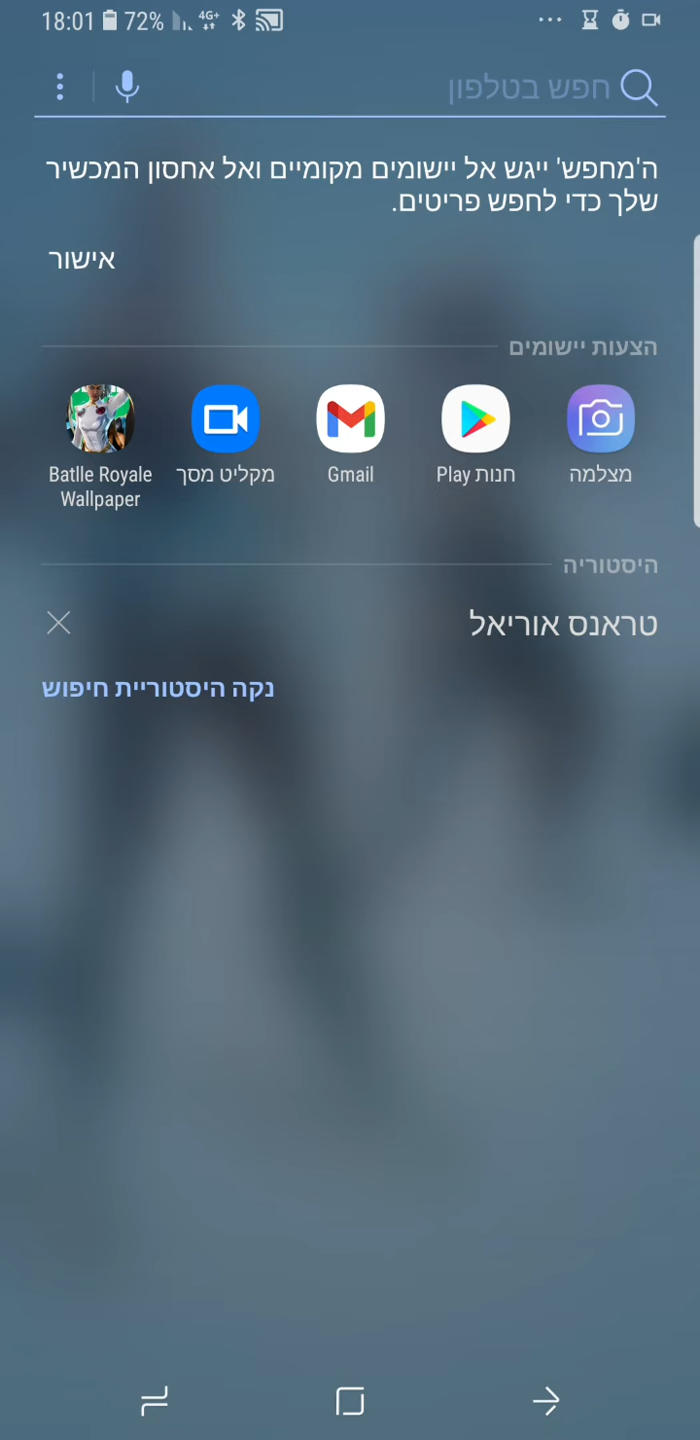 18:01 72% 4G+
חפש בטלפון
ה'מחפש' ייגש אל יישומים מקומיים ואל אחסון המכשיר
שלך כדי לחפש פריטים.
אישור
הצעות יישומים
מצלמה
חנות Play
Gmail
מקליט מסך
Batlle Royale
Wallpaper
היסטוריה
טראנס אוריאל
נקה היסטוריית חיפוש